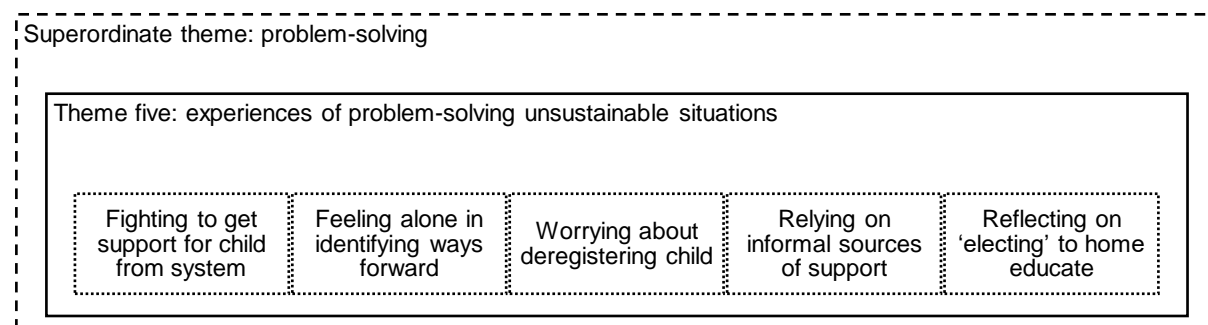 Superordinate theme: problem-solving
Theme five: experiences of problem-solving unsustainable situations
Fighting to get
support for child
from system
Feeling alone in
identifying ways
forward
Worrying about
deregistering child
Relying on
informal sources
of support
Reflecting on
‘electing’ to home
educate